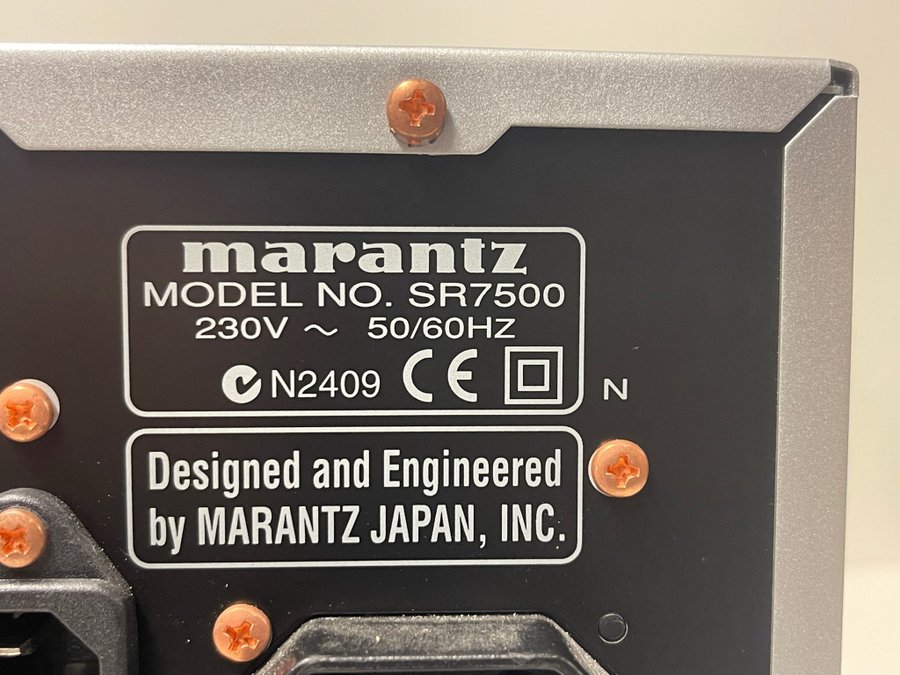 marantz
MODEL NO. SR7500
230V ~ 50/60HZ
N2409 CE
N
Designed and Engineered
by MARANTZ JAPAN, INC.